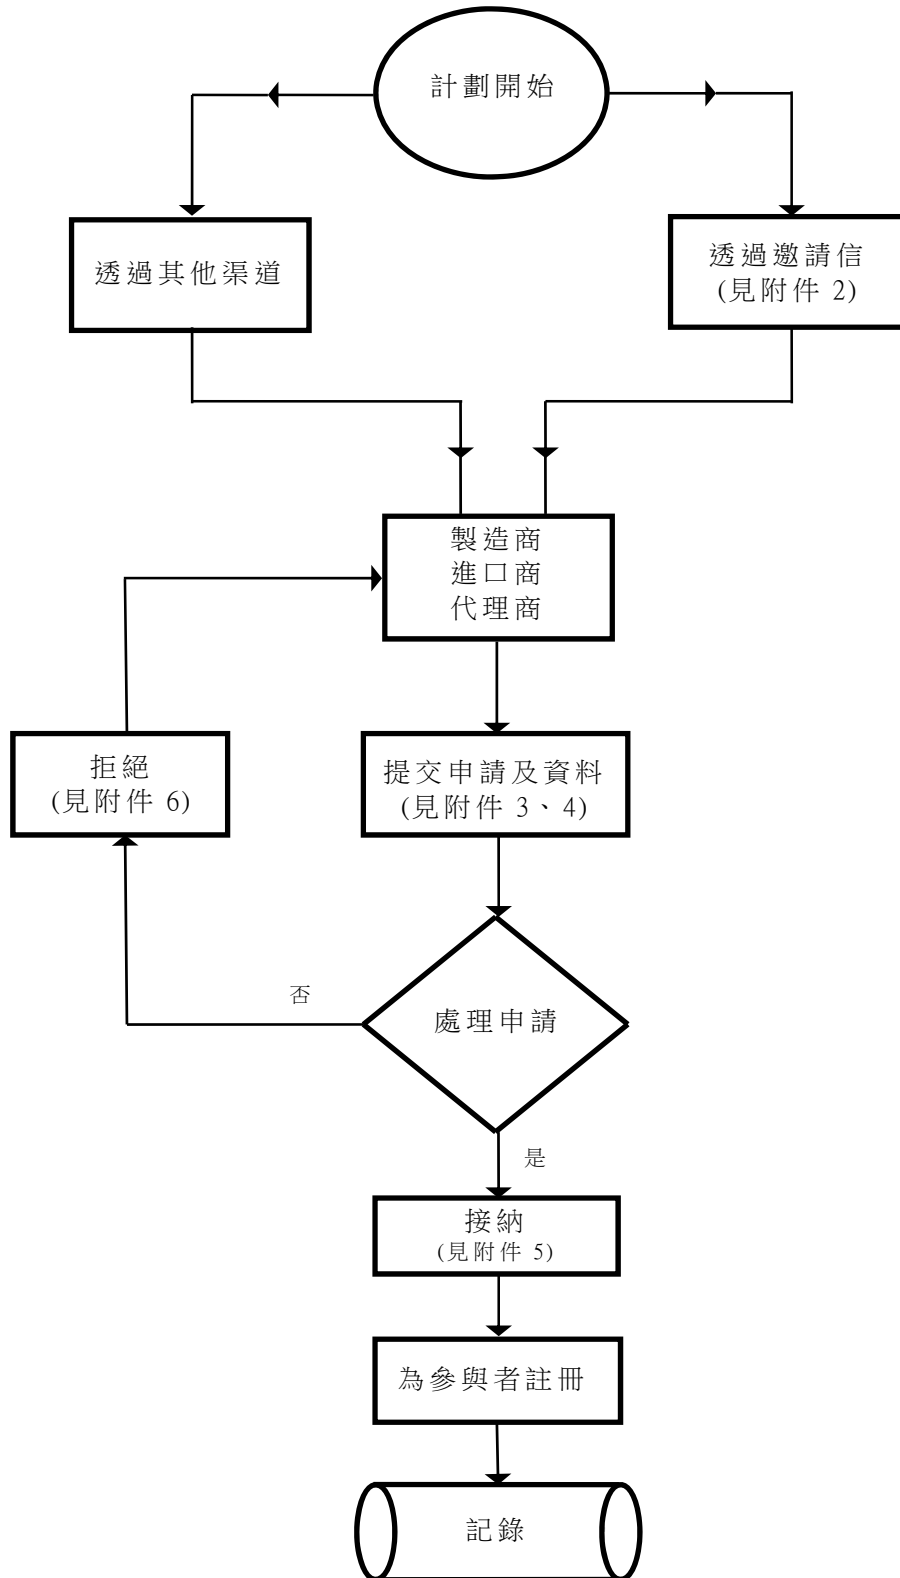 計劃開始
透過其他渠道
透過邀請信
(見附件 2)
製造商
進口商
代理商
拒絕
(見附件 6)
提交申請及資料
(見附件 3、4)
否
處理申請
是
接納
(見附件 5)
為參與者註冊
記錄